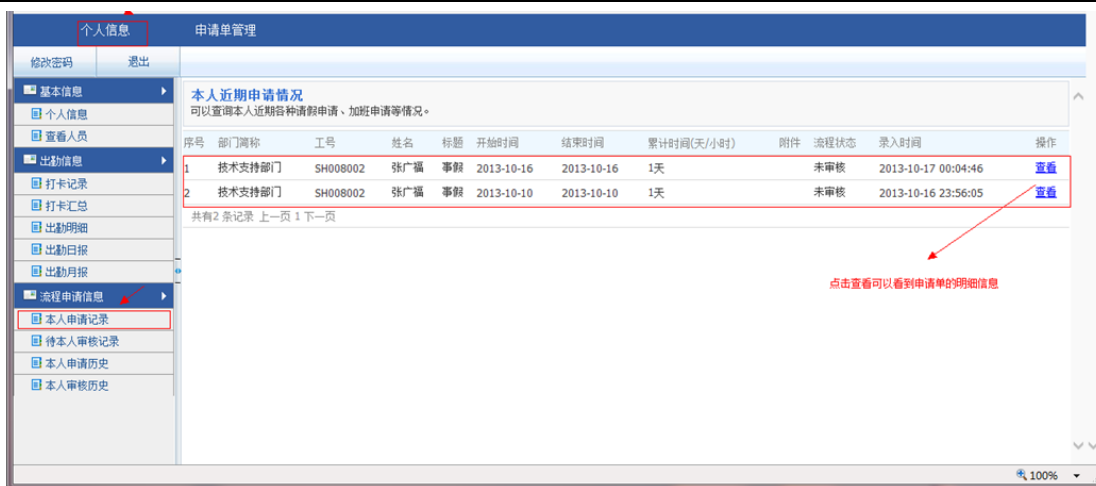 个人信息 申请单管理
修改密码 退出
基本信息
个人信息
查看人员
出勤信息
打卡记录
打卡汇总
出勤明细
出勤日报
出勤月报
流程申请信息
本人申请记录
待本人审核记录
本人申请历史
本人审核历史
本人近期申请情况
可以查询本人近期各种请假申请、加班申请等情况。
序号 部门简称 工号 姓名 标题 开始时间 结束时间 累计时间(天/小时) 附件 流程状态 录入时间 操作
1 技术支持部门 SH008002 张广福 事假 2013-10-16 2013-10-16 1天 未审核 2013-10-17 00:04:46 查看
2 技术支持部门 SH008002 张广福 事假 2013-10-10 2013-10-10 1天 未审核 2013-10-16 23:56:05 查看
共有2 条记录 上一页 1 下一页
点击查看可以看到申请单的明细信息
100%